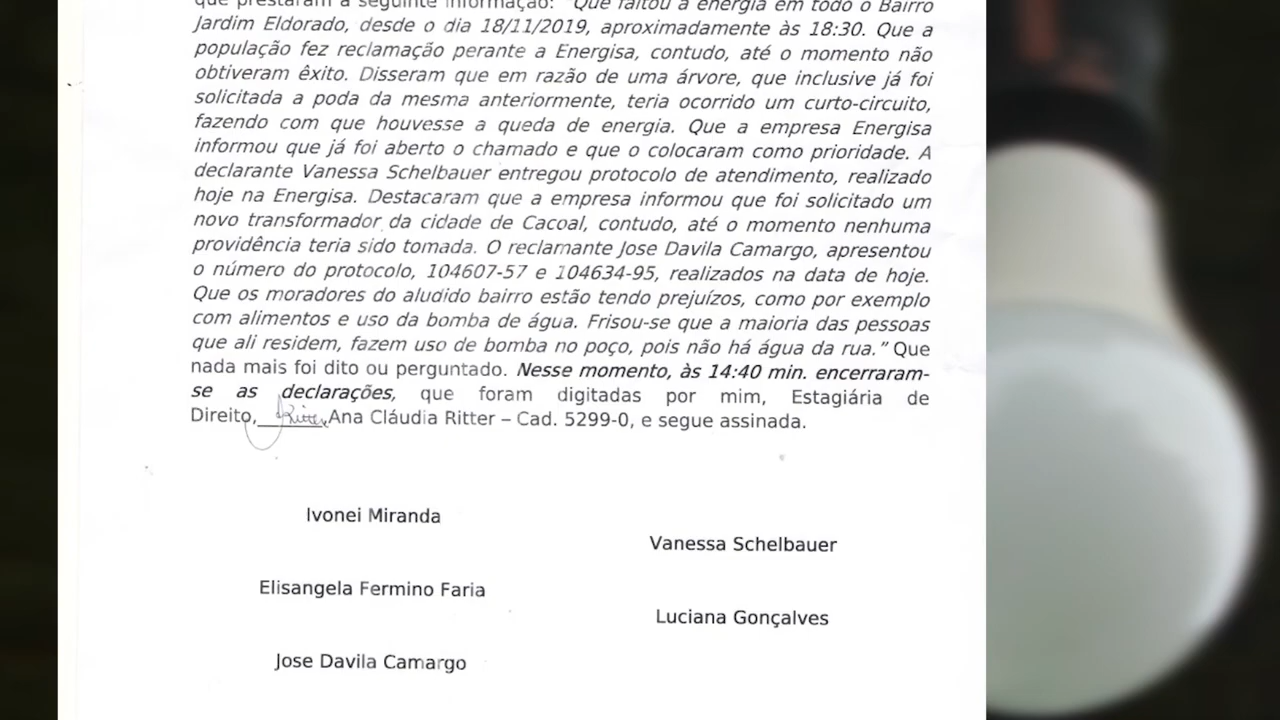 que prestaram a seguinte informação: "Que faltou a energia em todo o Bairro
Jardim Eldorado, desde o dia 18/11/2019, aproximadamente às 18:30. Que a
população fez reclamação perante a Energisa, contudo, até o momento não
obtiveram êxito. Disseram que em razão de uma árvore, que inclusive já foi
solicitada a poda da mesma anteriormente, teria ocorrido um curto-circuito,
fazendo com que houvesse a queda de energia. Que a empresa Energisa
informou que já foi aberto o chamado e que o colocaram como prioridade. A
declarante Vanessa Schelbauer entregou protocolo de atendimento, realizado
hoje na Energisa. Destacaram que a empresa informou que foi solicitado um
novo transformador da cidade de Cacoal, contudo, até o momento nenhuma
providência teria sido tomada. O reclamante Jose Davila Camargo, apresentou
o número do protocolo, 104607-57 e 104634-95, realizados na data de hoje.
Que os moradores do aludido bairro estão tendo prejuízos, como por exemplo
com alimentos e uso da bomba de água. Frisou-se que a maioria das pessoas
que ali residem, fazem uso de bomba no poço, pois não há água da rua." Que
nada mais foi dito ou perguntado. Nesse momento, às 14:40 min. encerraram-
se as declarações, que foram digitadas por mim, Estagiária de
Direito, Ritter Ana Cláudia Ritter – Cad. 5299-0, e segue assinada.
Ivonei Miranda
Vanessa Schelbauer
Elisangela Fermino Faria
Luciana Gonçalves
Jose Davila Camargo